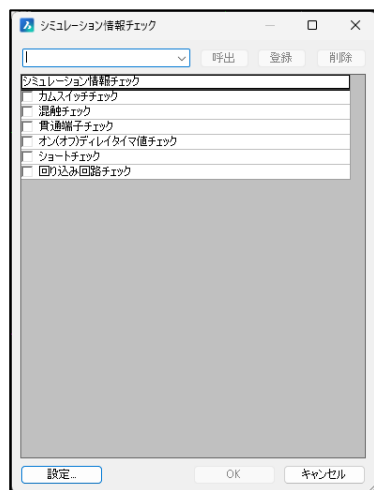 シミュレーション情報チェック
呼出 登録 削除
シミュレーション情報チェック
カムスイッチチェック
混触チェック
貫通端子チェック
オン(オフ)ディレイタイマ値チェック
ショートチェック
回り込み回路チェック
設定... OK キャンセル